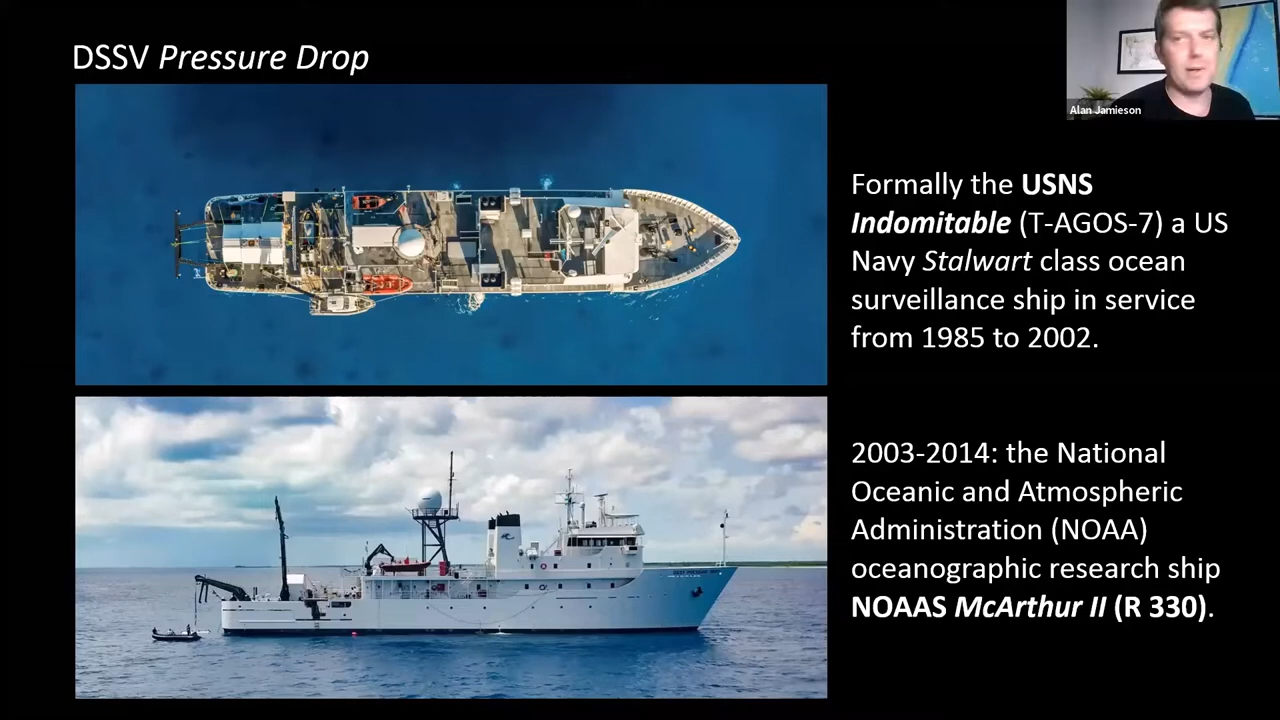 DSSV Pressure Drop
Alan Jamieson
Formally the USNS
Indomitable (T-AGOS-7) a US
Navy Stalwart class ocean
surveillance ship in service
from 1985 to 2002.
2003-2014: the National
Oceanic and Atmospheric
Administration (NOAA)
oceanographic research ship
NOAAS McArthur II (R 330).